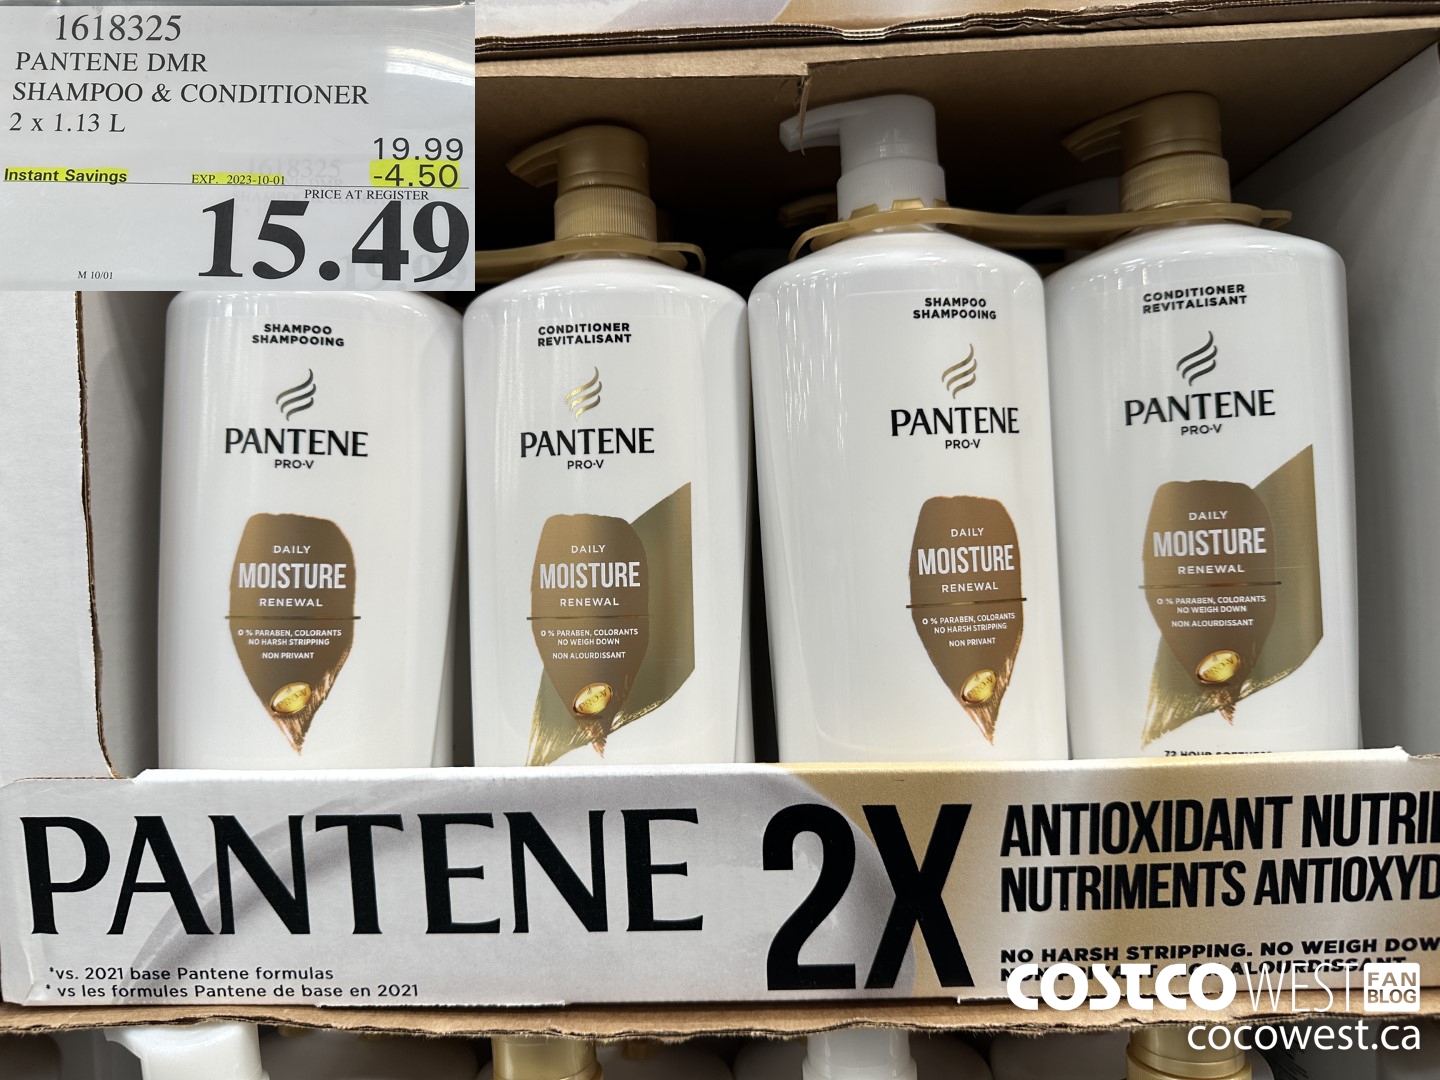 1618325
PANTENE DMR
SHAMPOO & CONDITIONER
2 x 1.13 L
19.99
Instant Savings EXP. 2023-10-01 -4.50
PRICE AT REGISTER
15.49
M 10/01
SHAMPOO
SHAMPOOING
PANTENE
PRO-V
DAILY
MOISTURE
RENEWAL
0 % PARABEN, COLORANTS
NO HARSH STRIPPING
NON PRIVANT
CONDITIONER
REVITALISANT
PANTENE
PRO-V
DAILY
MOISTURE
RENEWAL
0 % PARABEN, COLORANTS
NO WEIGH DOWN
NON ALOURDISSANT
SHAMPOO
SHAMPOOING
PANTENE
PRO-V
DAILY
MOISTURE
RENEWAL
0 % PARABEN, COLORANTS
NO HARSH STRIPPING
NON PRIVANT
CONDITIONER
REVITALISANT
PANTENE
PRO-V
DAILY
MOISTURE
RENEWAL
0 % PARABEN, COLORANTS
NO WEIGH DOWN
NON ALOURDISSANT
72 HOUR
PANTENE
2X
ANTIOXIDANT NUTRI
NUTRIMENTS ANTIOXYD
NO HARSH STRIPPING. NO WEIGH DOW
*vs. 2021 base Pantene formulas
* vs les formules Pantene de base en 2021
COSTCO WEST FAN BLOG
cocowest.ca